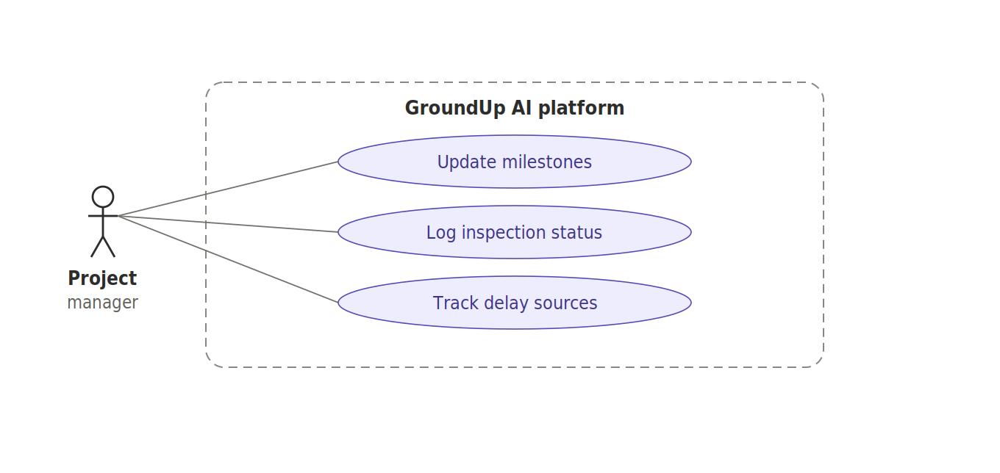 GroundUp AI platform
Update milestones
Log inspection status
Track delay sources
Project
manager